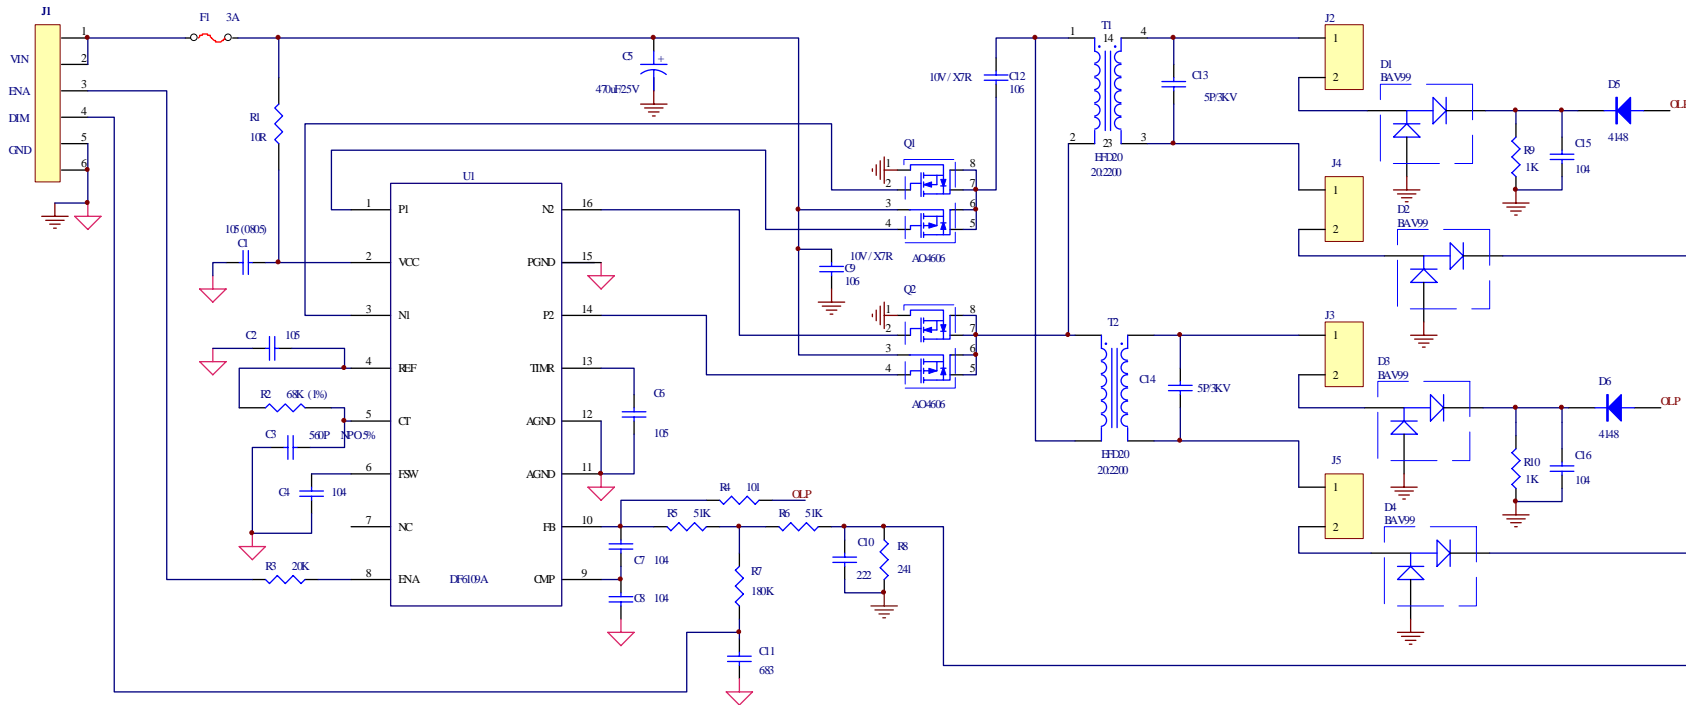 J1
F1 3A
1
VIN
2
ENA
3
DIM
4
GND
5
6
R1
10R
C5
+
470uF/25V
U1
1
P1
105 (0805)
C1
2
VCC
3
N1
C2 105
4
REF
R2 68K (1%)
5
CT
C3 560P NPO5%
6
FSW
C4 104
7
NC
R3 20K
8
ENA
DF6109A
N2
16
PGND
15
P2
14
TIMR
13
AGND
12
AGND
11
FB
10
CMP
9
C6
105
R4 101
OLP
R5 51K
R6 51K
C7 104
C8 104
R7
180K
C11
683
C10
222
R8
241
Q1
1
2
3
4
8
7
6
5
AO4606
10V / X7R
C9
106
Q2
1
2
3
4
8
7
6
5
AO4606
10V / X7R
C12
106
T1
1
14
4
2
23
3
EFD20
20:2200
C13
5P/3KV
T2
EFD20
20:2200
C14
5P/3KV
J2
1
2
J4
1
2
J3
1
2
J5
1
2
D1
BAV99
D2
BAV99
D3
BAV99
D4
BAV99
R9
1K
C15
104
D5
4148
OLP
R10
1K
C16
104
D6
4148
OLP